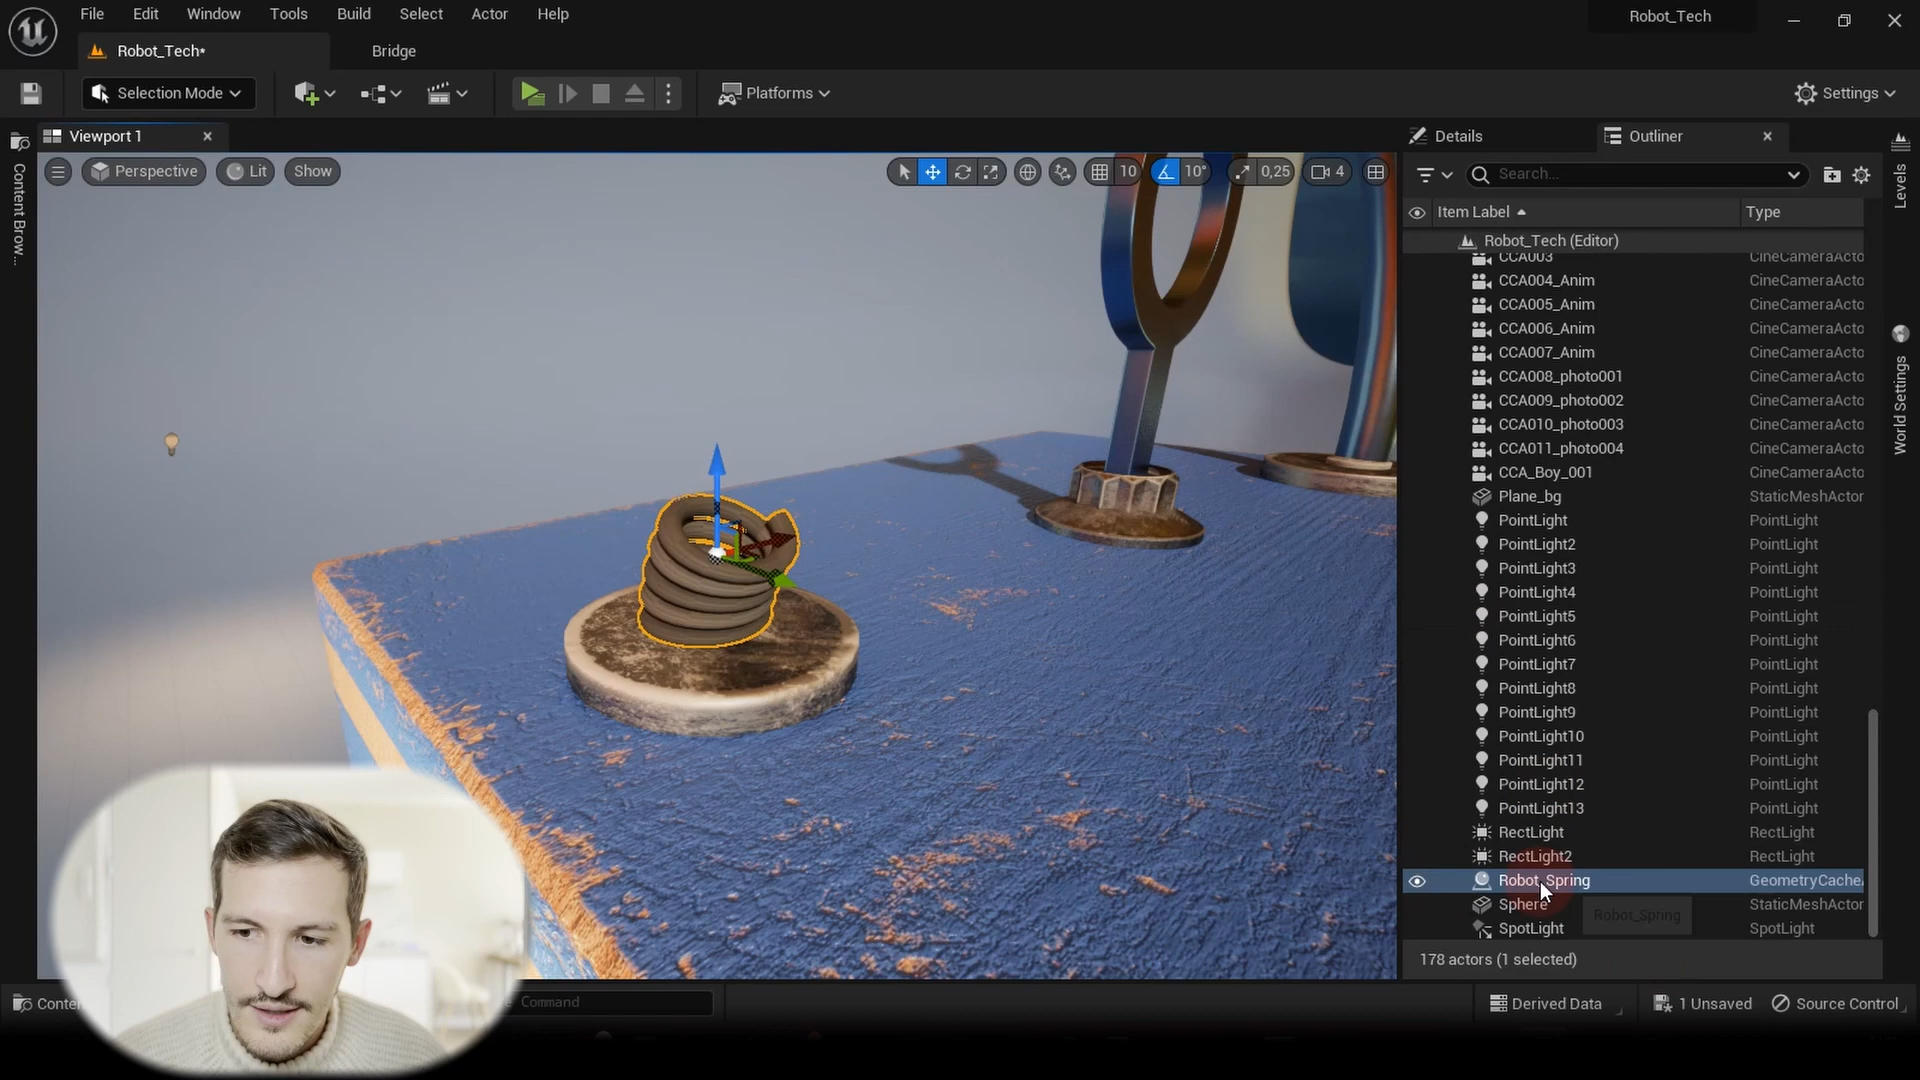 File Edit Window Tools Build Select Actor Help
Robot_Tech
Robot_Tech*
Bridge
Selection Mode
Platforms
Settings
Viewport 1
Details
Outliner
Content Brow...
Perspective
Lit
Show
10
10°
0,25
4
Search...
Levels
World Settings
Item Label
Type
Robot_Tech (Editor)
CCA003 CineCameraActo
CCA004_Anim CineCameraActo
CCA005_Anim CineCameraActo
CCA006_Anim CineCameraActo
CCA007_Anim CineCameraActo
CCA008_photo001 CineCameraActo
CCA009_photo002 CineCameraActo
CCA010_photo003 CineCameraActo
CCA011_photo004 CineCameraActo
CCA_Boy_001 CineCameraActo
Plane_bg StaticMeshActor
PointLight PointLight
PointLight2 PointLight
PointLight3 PointLight
PointLight4 PointLight
PointLight5 PointLight
PointLight6 PointLight
PointLight7 PointLight
PointLight8 PointLight
PointLight9 PointLight
PointLight10 PointLight
PointLight11 PointLight
PointLight12 PointLight
PointLight13 PointLight
RectLight RectLight
RectLight2 RectLight
Robot_Spring GeometryCacheA
Sphere StaticMeshActor
Robot_Spring
SpotLight SpotLight
178 actors (1 selected)
Conte
Command
Derived Data
1 Unsaved
Source Control